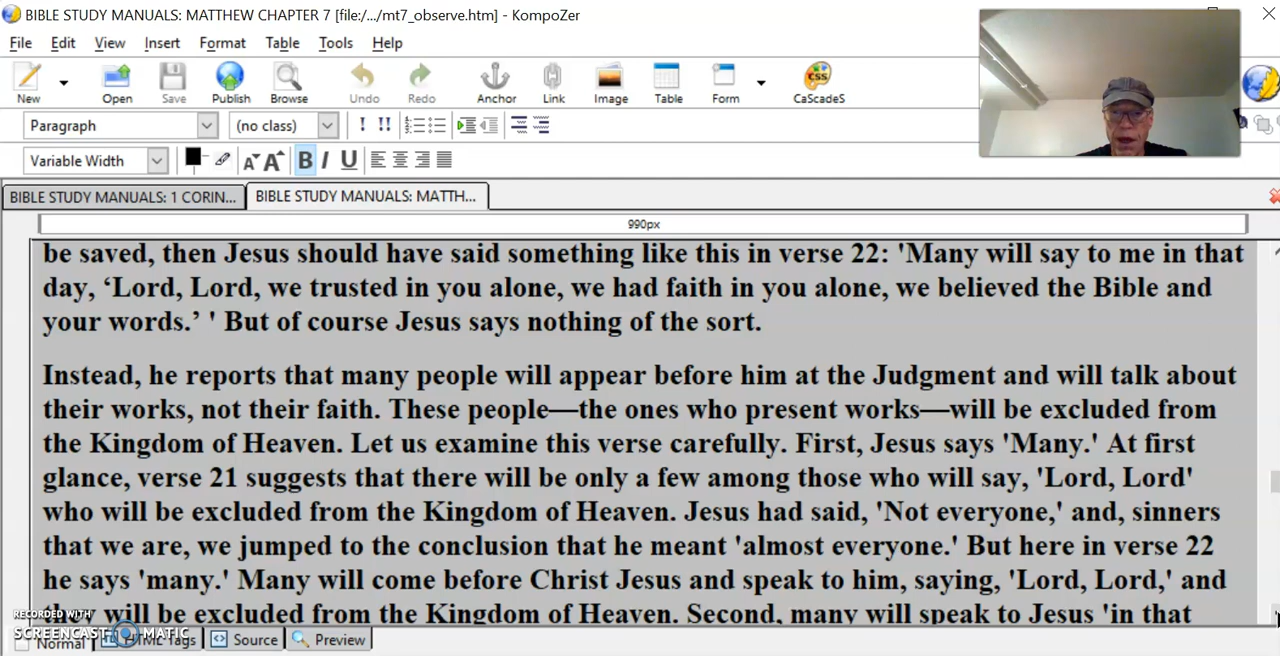 BIBLE STUDY MANUALS: MATTHEW CHAPTER 7 [file:/.../mt7_observe.htm] - KompoZer
File Edit View Insert Format Table Tools Help
New Open Save Publish Browse Undo Redo Anchor Link Image Table Form CaScadeS
Paragraph (no class) ! !!
Variable Width A A B I U
BIBLE STUDY MANUALS: 1 CORIN... BIBLE STUDY MANUALS: MATTH...
990px
be saved, then Jesus should have said something like this in verse 22: 'Many will say to me in that
day, ‘Lord, Lord, we trusted in you alone, we had faith in you alone, we believed the Bible and
your words.’ ' But of course Jesus says nothing of the sort.
Instead, he reports that many people will appear before him at the Judgment and will talk about
their works, not their faith. These people—the ones who present works—will be excluded from
the Kingdom of Heaven. Let us examine this verse carefully. First, Jesus says 'Many.' At first
glance, verse 21 suggests that there will be only a few among those who will say, 'Lord, Lord'
who will be excluded from the Kingdom of Heaven. Jesus had said, 'Not everyone,' and, sinners
that we are, we jumped to the conclusion that he meant 'almost everyone.' But here in verse 22
he says 'many.' Many will come before Christ Jesus and speak to him, saying, 'Lord, Lord,' and
they will be excluded from the Kingdom of Heaven. Second, many will speak to Jesus 'in that
RECORDED WITH
SCREENCAST MATIC
Normal HTML Tags Source Preview